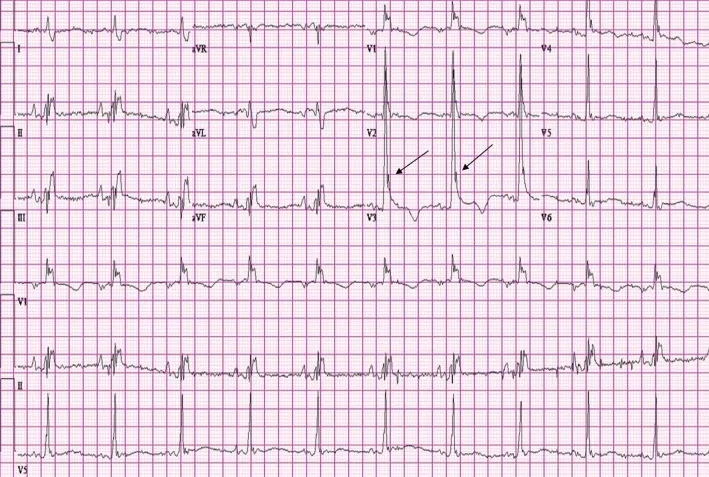 I aVR V1 V4
II aVL V2 V5
III aVF V3 V6
V1
II
V5